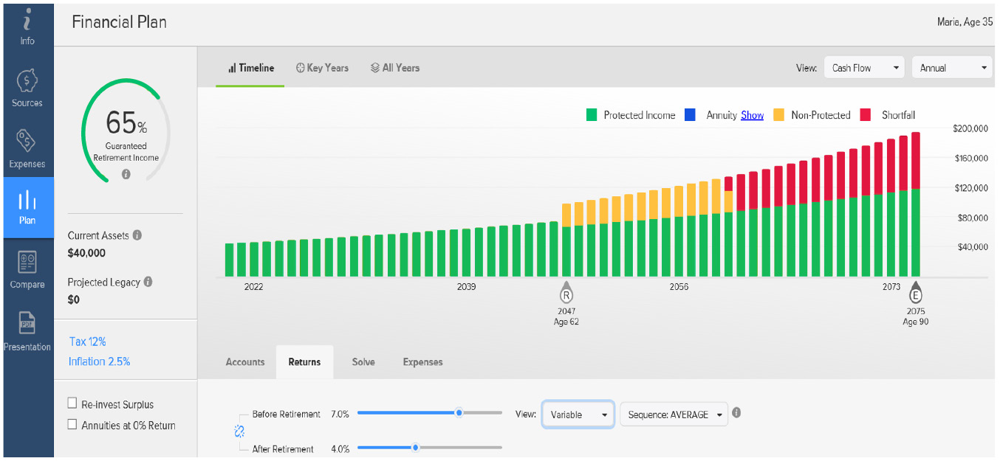 Info
Sources
Expenses
Plan
Compare
PDF
Presentation
Financial Plan
Maria, Age 35
65%
Guaranteed
Retirement Income
Current Assets
$40,000
Projected Legacy
$0
Tax 12%
Inflation 2.5%
Re-Invest Surplus
Annuities at 0% Return
Timeline
Key Years
All Years
View: Cash Flow Annual
Protected Income Annuity Show Non-Protected Shortfall
$200,000
$160,000
$120,000
$80,000
$40,000
2022 2039 2056 2073
R E
2047 2075
Age 62 Age 90
Accounts Returns Solve Expenses
Before Retirement 7.0% View: Variable Sequence: AVERAGE
After Retirement 4.0%